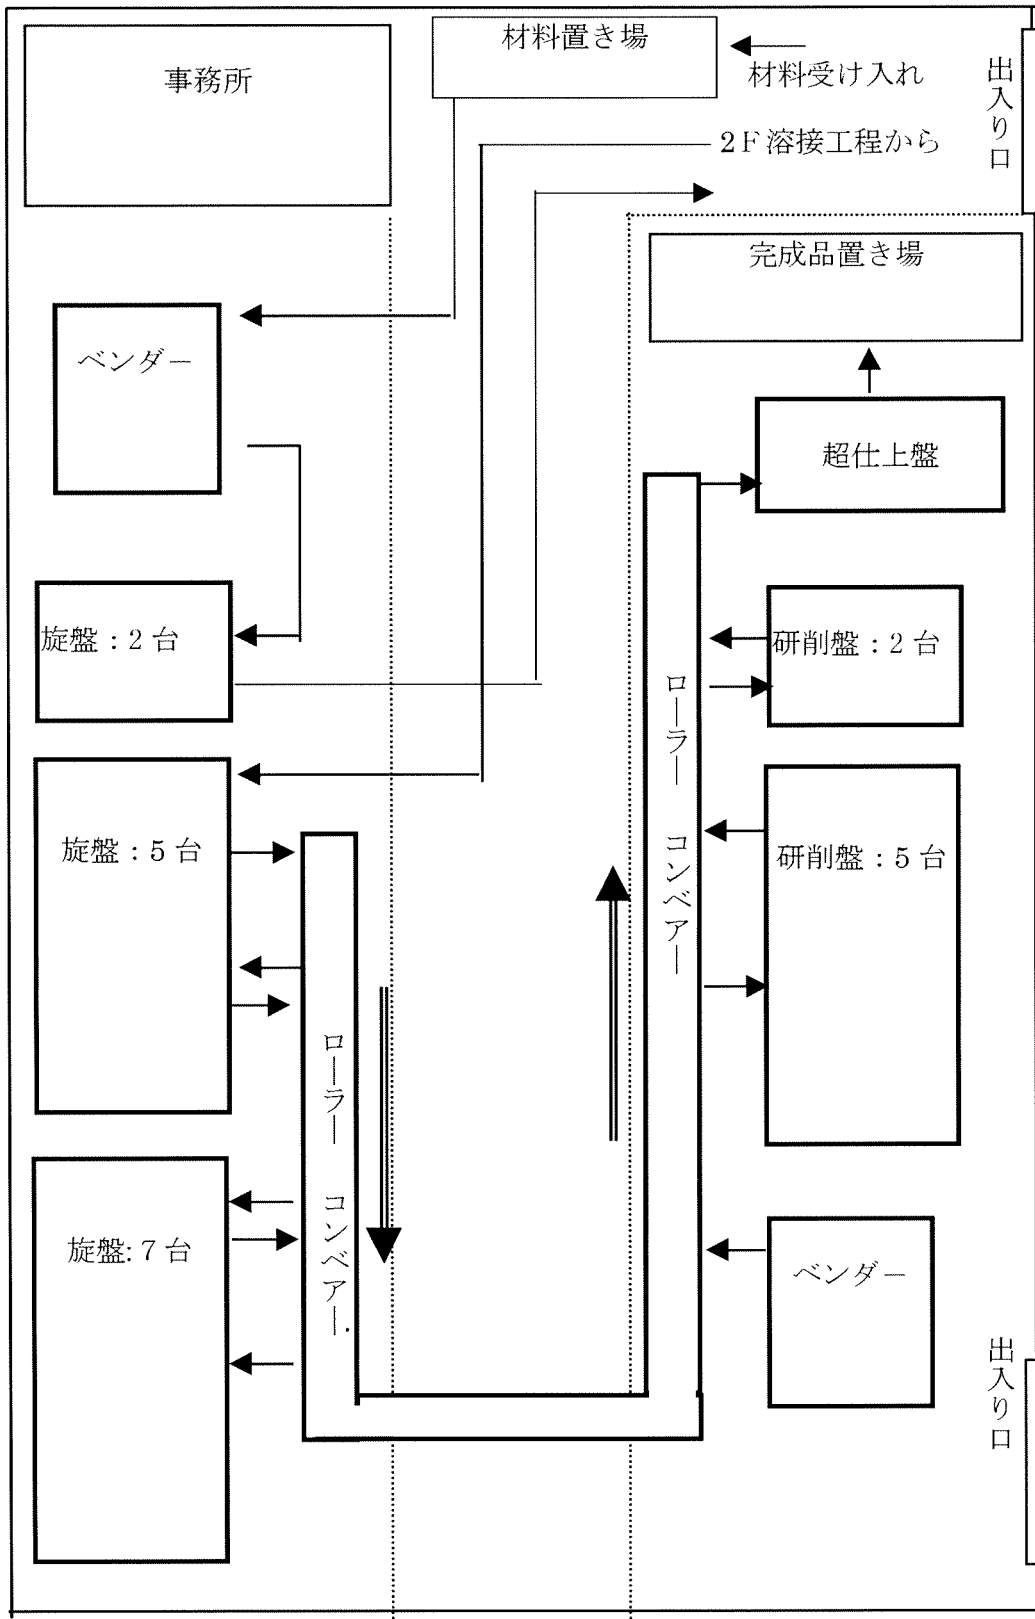 事務所
材料置き場
材料受け入れ
出入り口
2F溶接工程から
完成品置き場
ベンダー
超仕上盤
旋盤：2台
研削盤：2台
ローラー　コンベアー
旋盤：5台
研削盤：5台
ローラー　コンベアー
旋盤:7台
ベンダー
出入り口